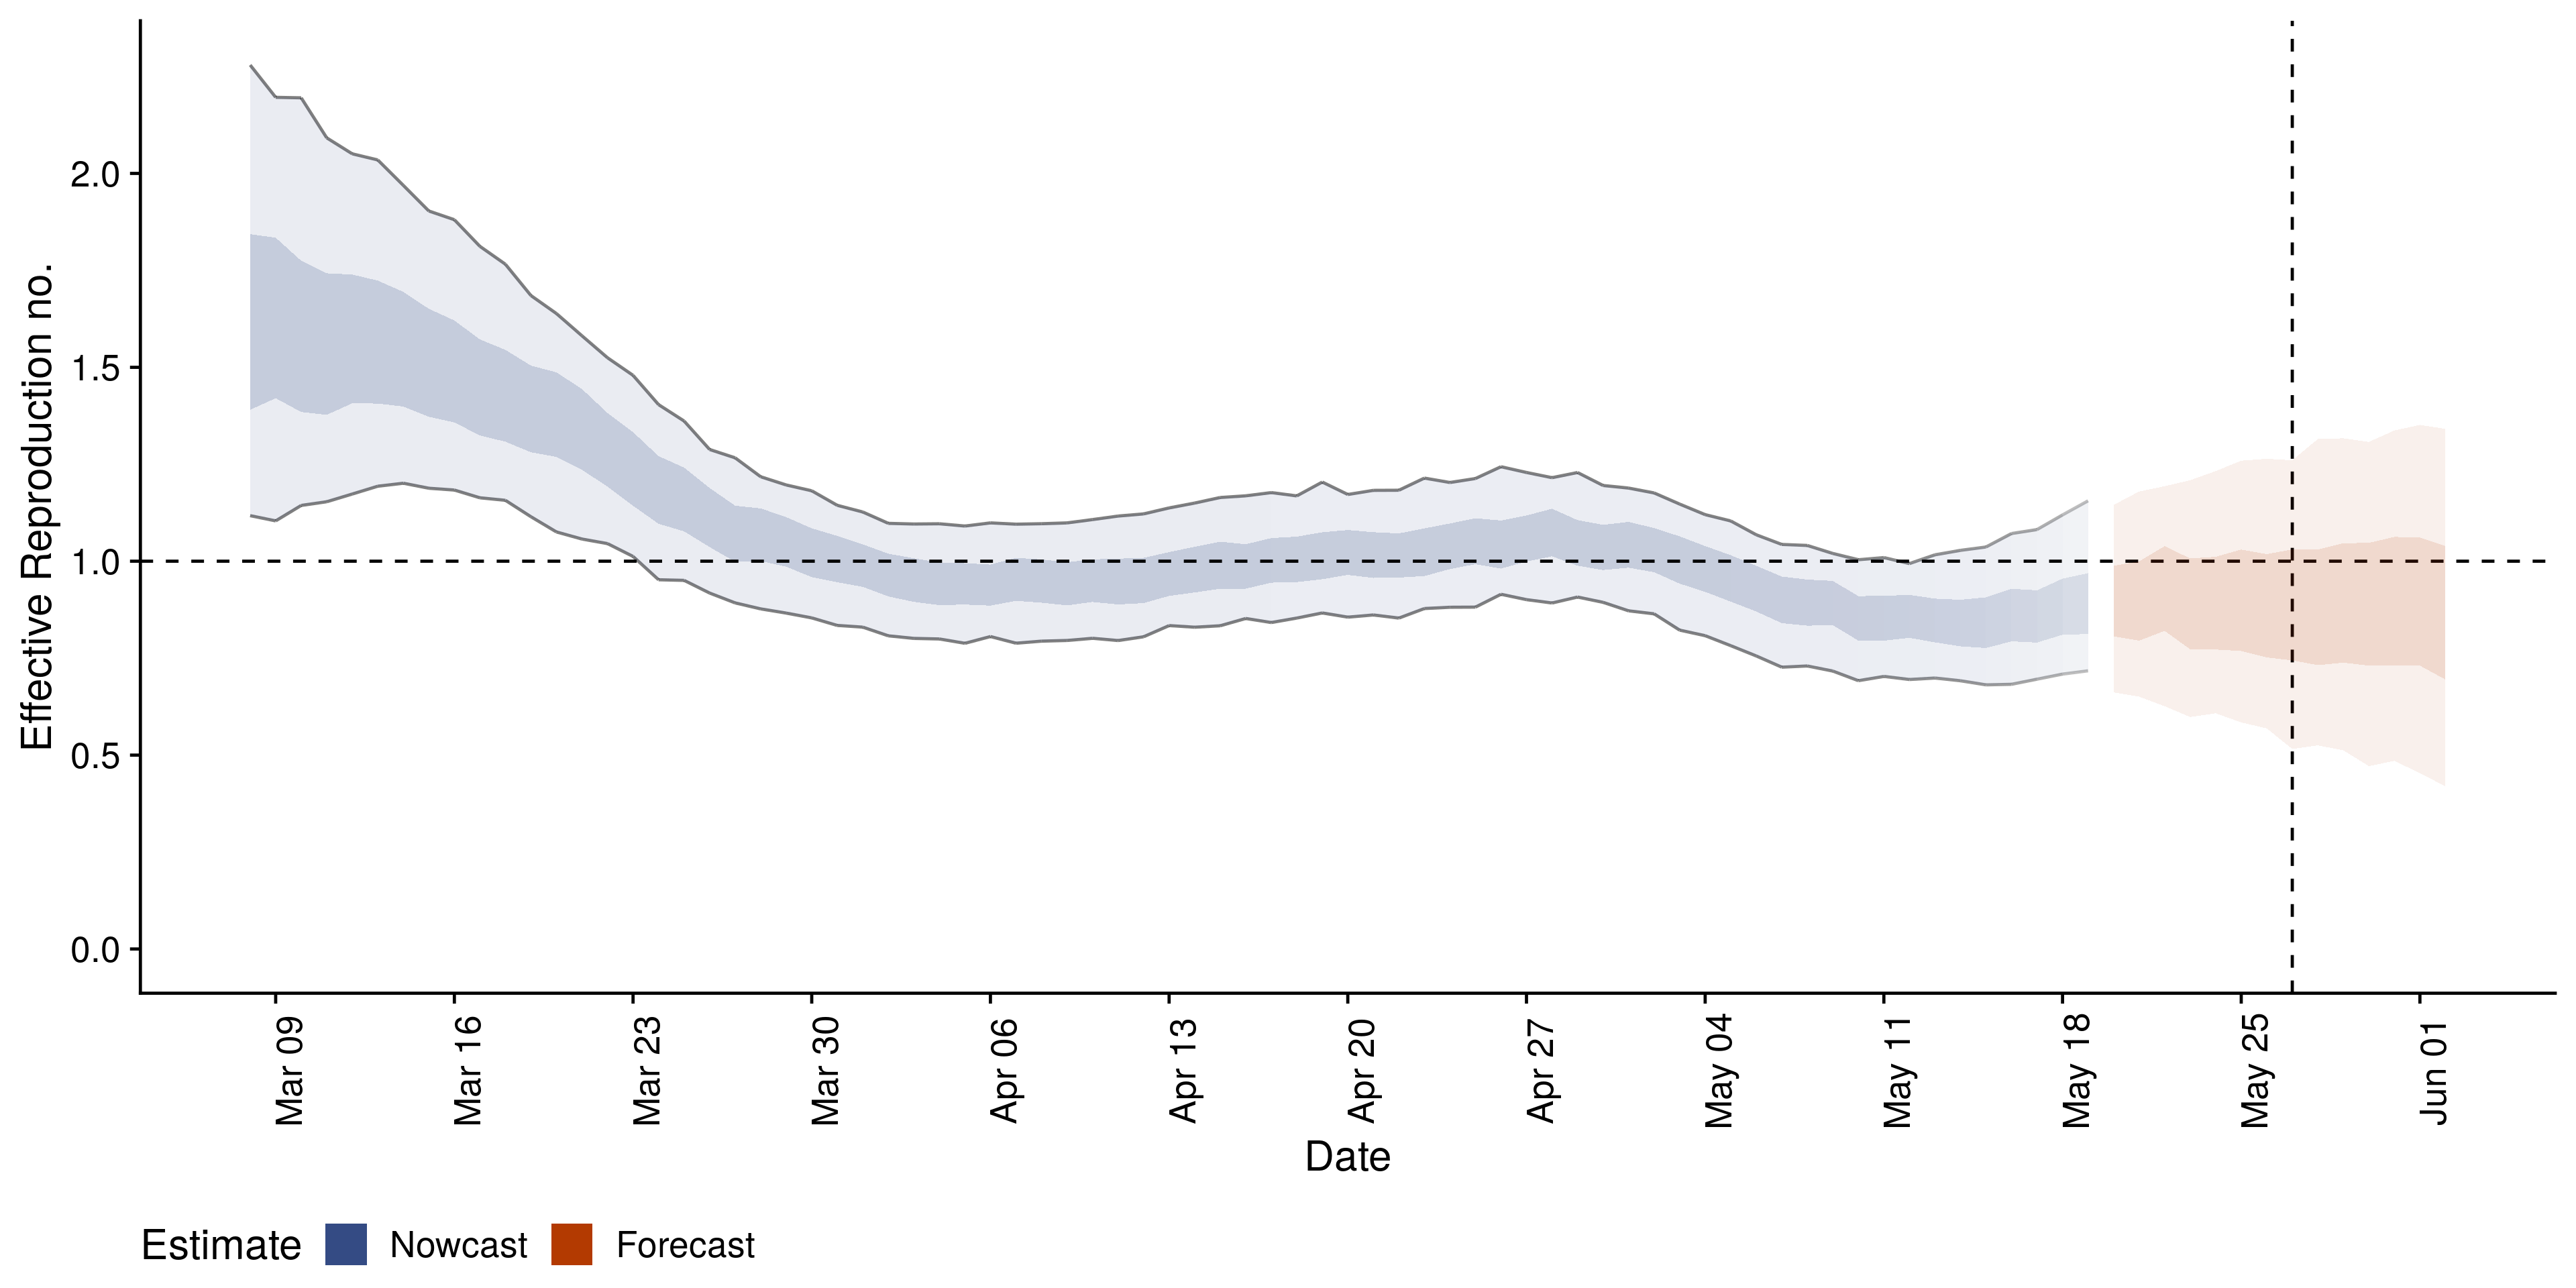 Effective Reproduction no.
2.0
1.5
1.0
0.5
0.0
Mar 09
Mar 16
Mar 23
Mar 30
Apr 06
Apr 13
Apr 20
Apr 27
May 04
May 11
May 18
May 25
Jun 01
Date
Estimate Nowcast Forecast